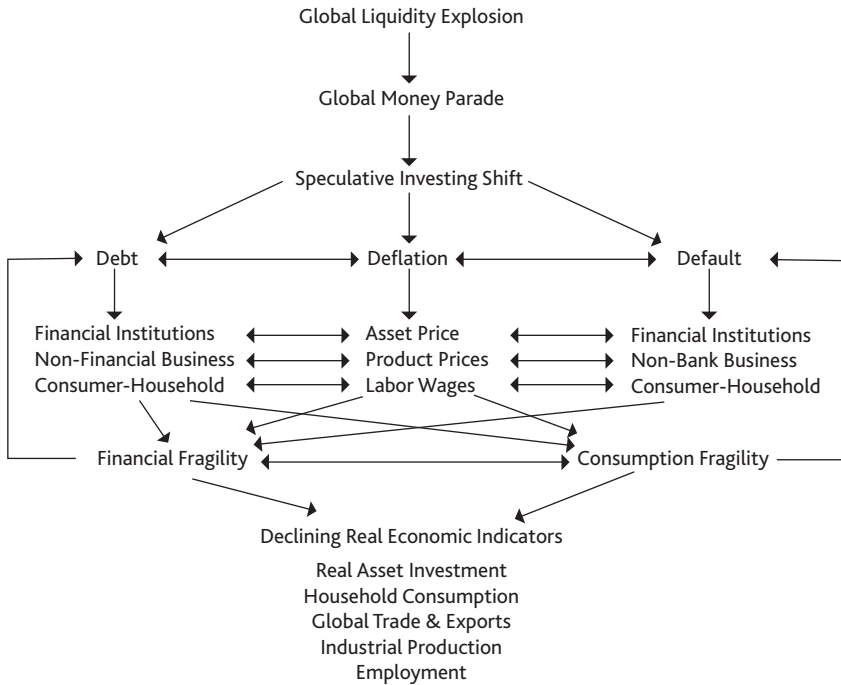 Global Liquidity Explosion
Global Money Parade
Speculative Investing Shift
Debt Deflation Default
Financial Institutions Asset Price Financial Institutions
Non-Financial Business Product Prices Non-Bank Business
Consumer-Household Labor Wages Consumer-Household
Financial Fragility Consumption Fragility
Declining Real Economic Indicators
Real Asset Investment
Household Consumption
Global Trade & Exports
Industrial Production
Employment